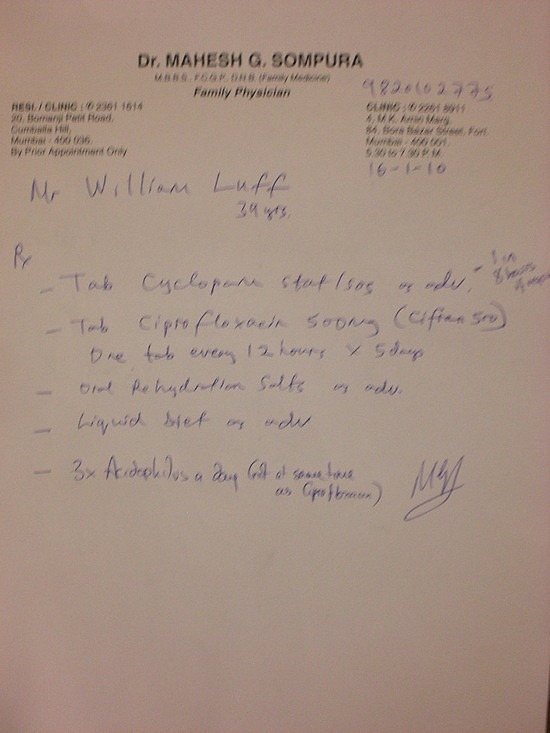 Dr. MAHESH G. SOMPURA
M.B.B.S., F.C.G.P., D.N.B. (Family Medicine)
Family Physician
9820102775
RESI. / CLINIC : ✆ 2361 1614
20, Bomanji Petit Road,
Cumballa Hill,
Mumbai - 400 036.
By Prior Appointment Only
CLINIC : ✆ 2261 8911
4, M.K. Amin Marg,
84, Bora Bazar Street, Fort,
Mumbai - 400 001.
5.30 to 7.30 P.M.
16-1-10
Mr William Luff
39 yrs.
Rx
- Tab Cyclopam stat/sos as adv. - 1 in
8 hours
- Tab Ciprofloxacin 500mg (Cifran 500)
One tab every 12 hours x 5 days
- Oral Rehydration Salts as adv.
- Liquid Diet as adv
- 3x Acidophilus a day (not at same time
as Ciprofloxacin)